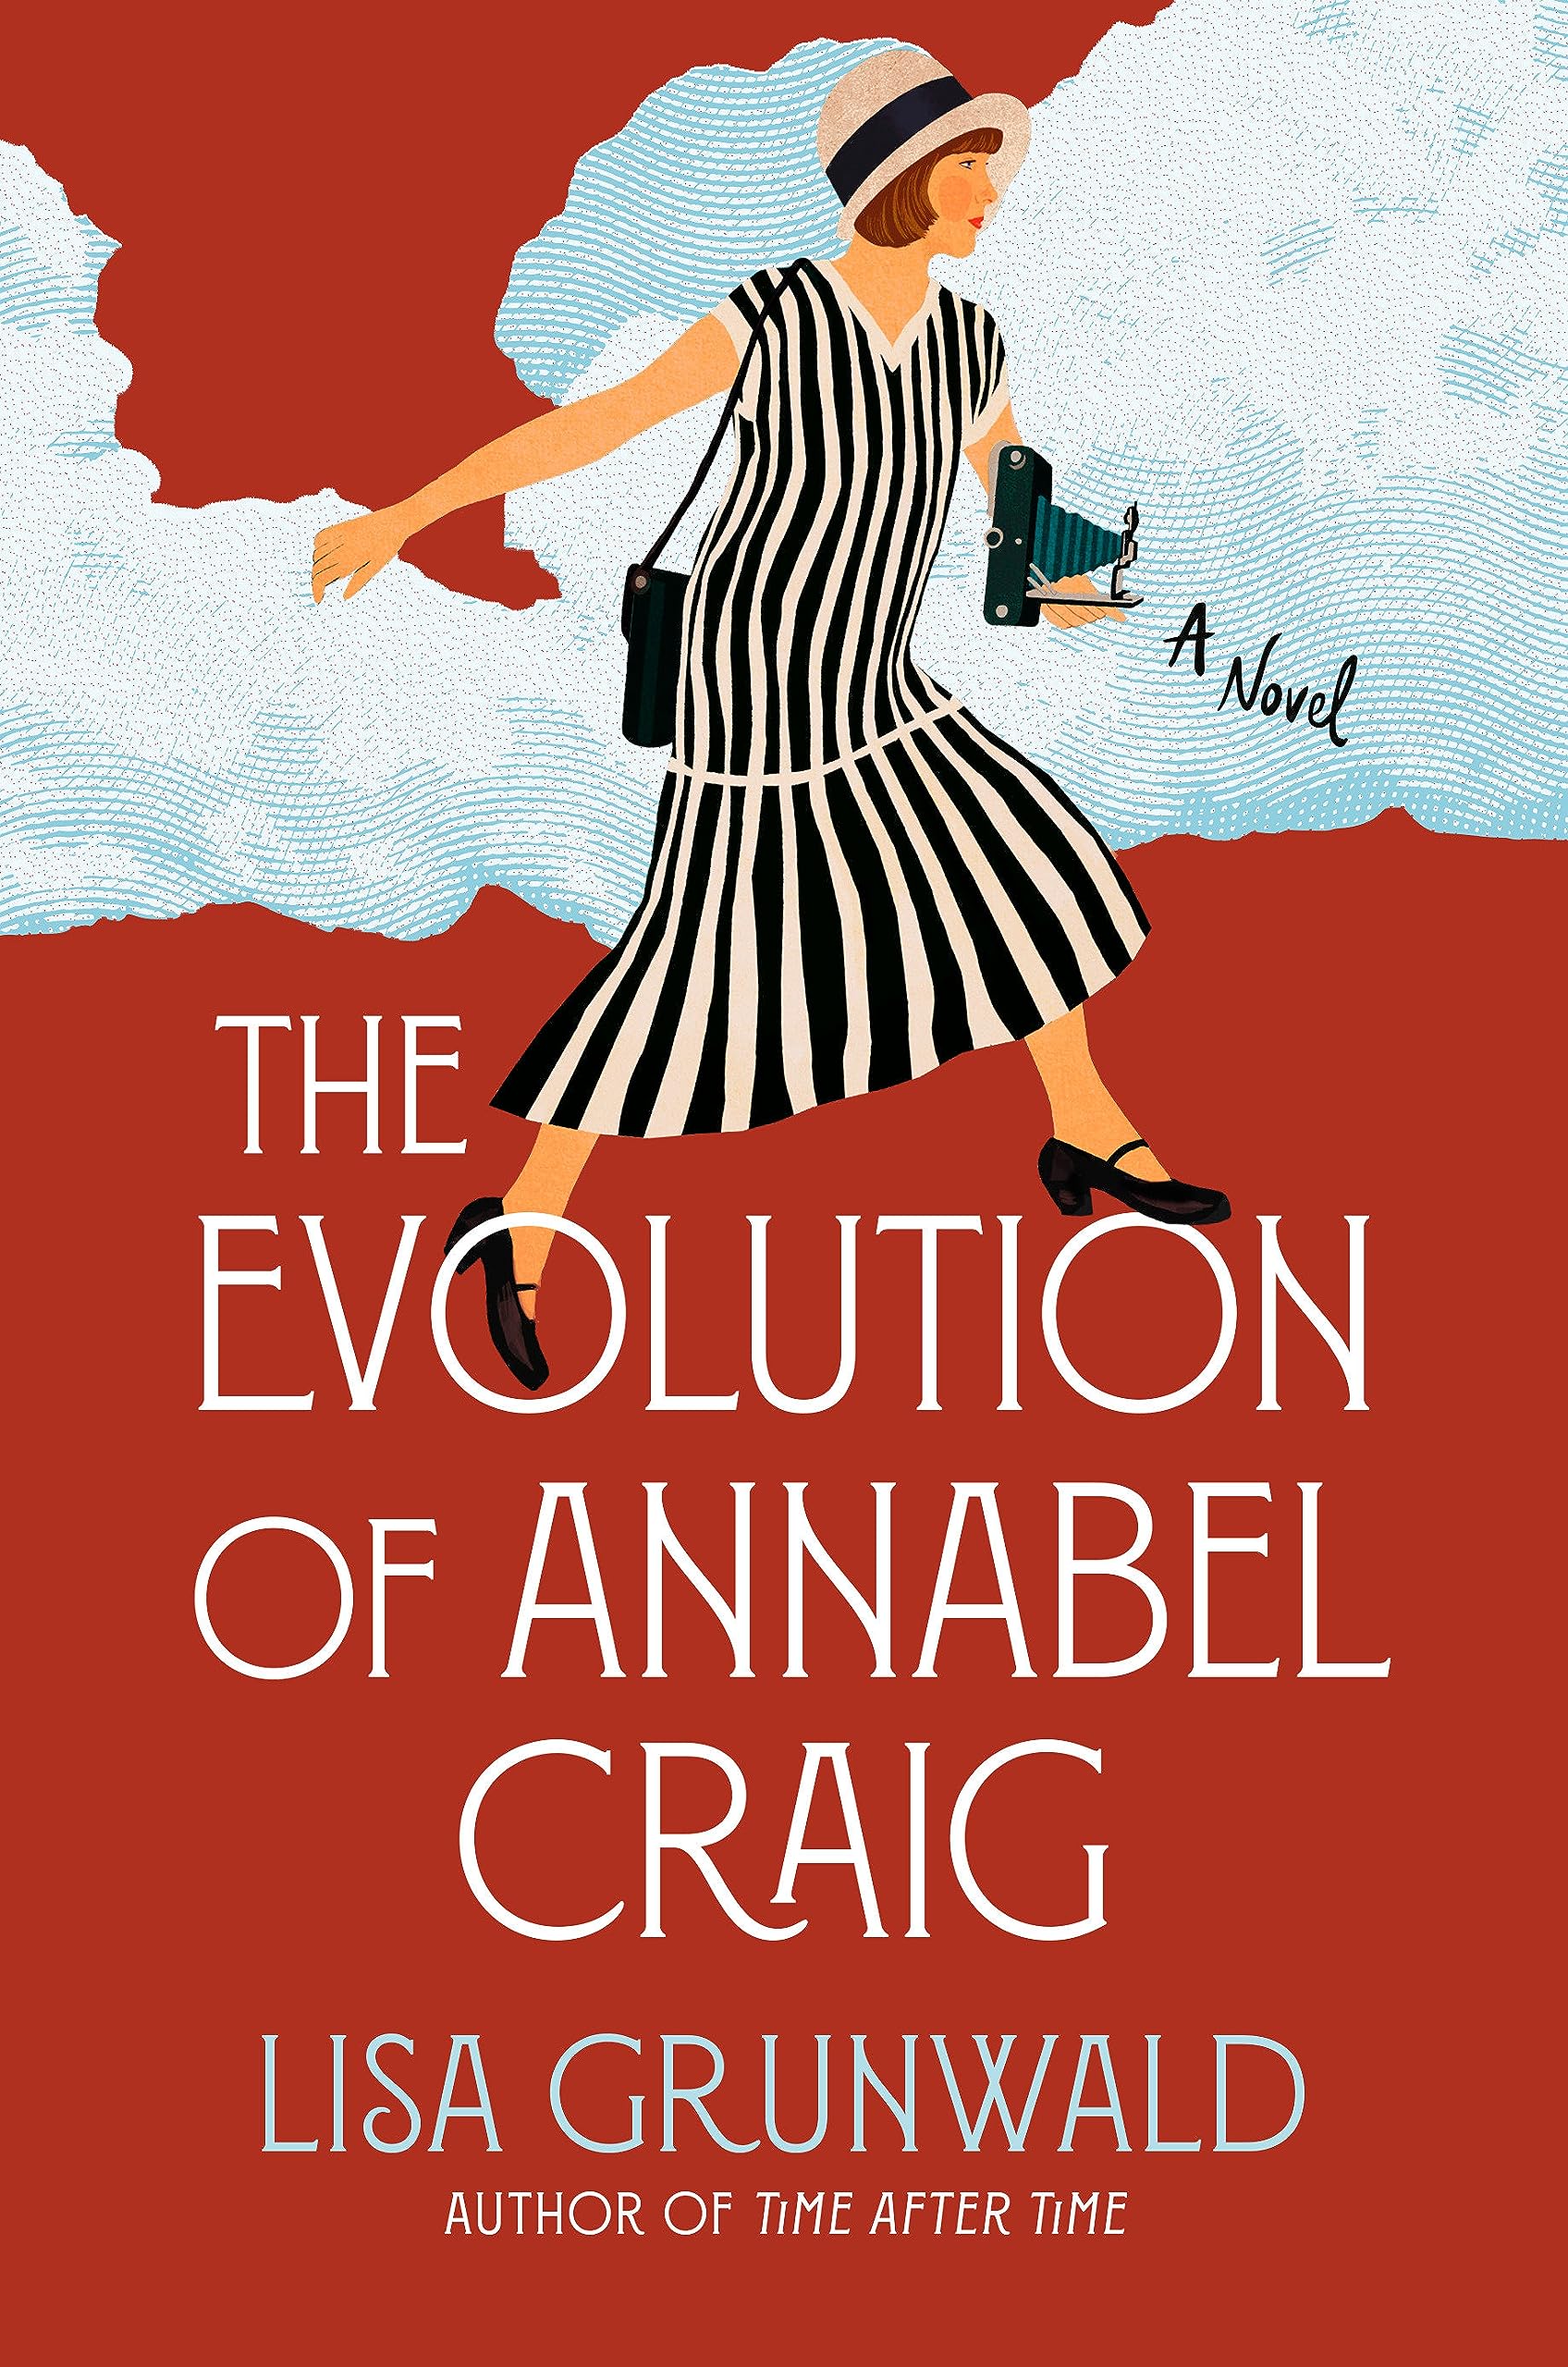 A
Novel
THE
EVOLUTION
OF ANNABEL
CRAIG
LISA GRUNWALD
AUTHOR OF TIME AFTER TIME